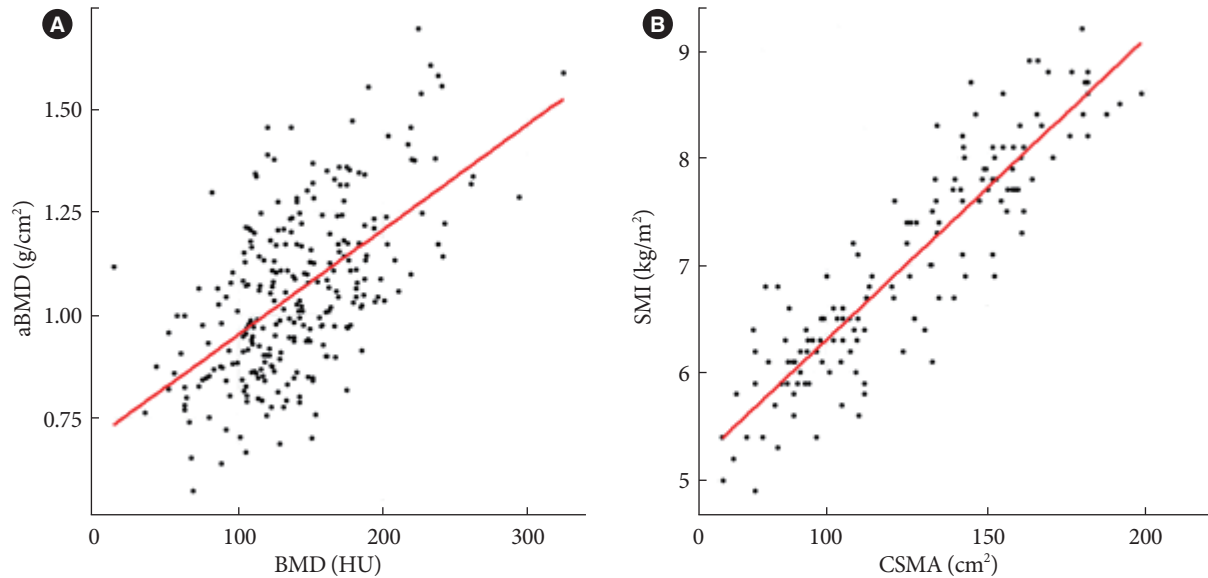 A
1.50
1.25
1.00
0.75
aBMD (g/cm²)
0 100 200 300
BMD (HU)
B
9
8
7
6
5
SMI (kg/m²)
0 100 150 200
CSMA (cm²)